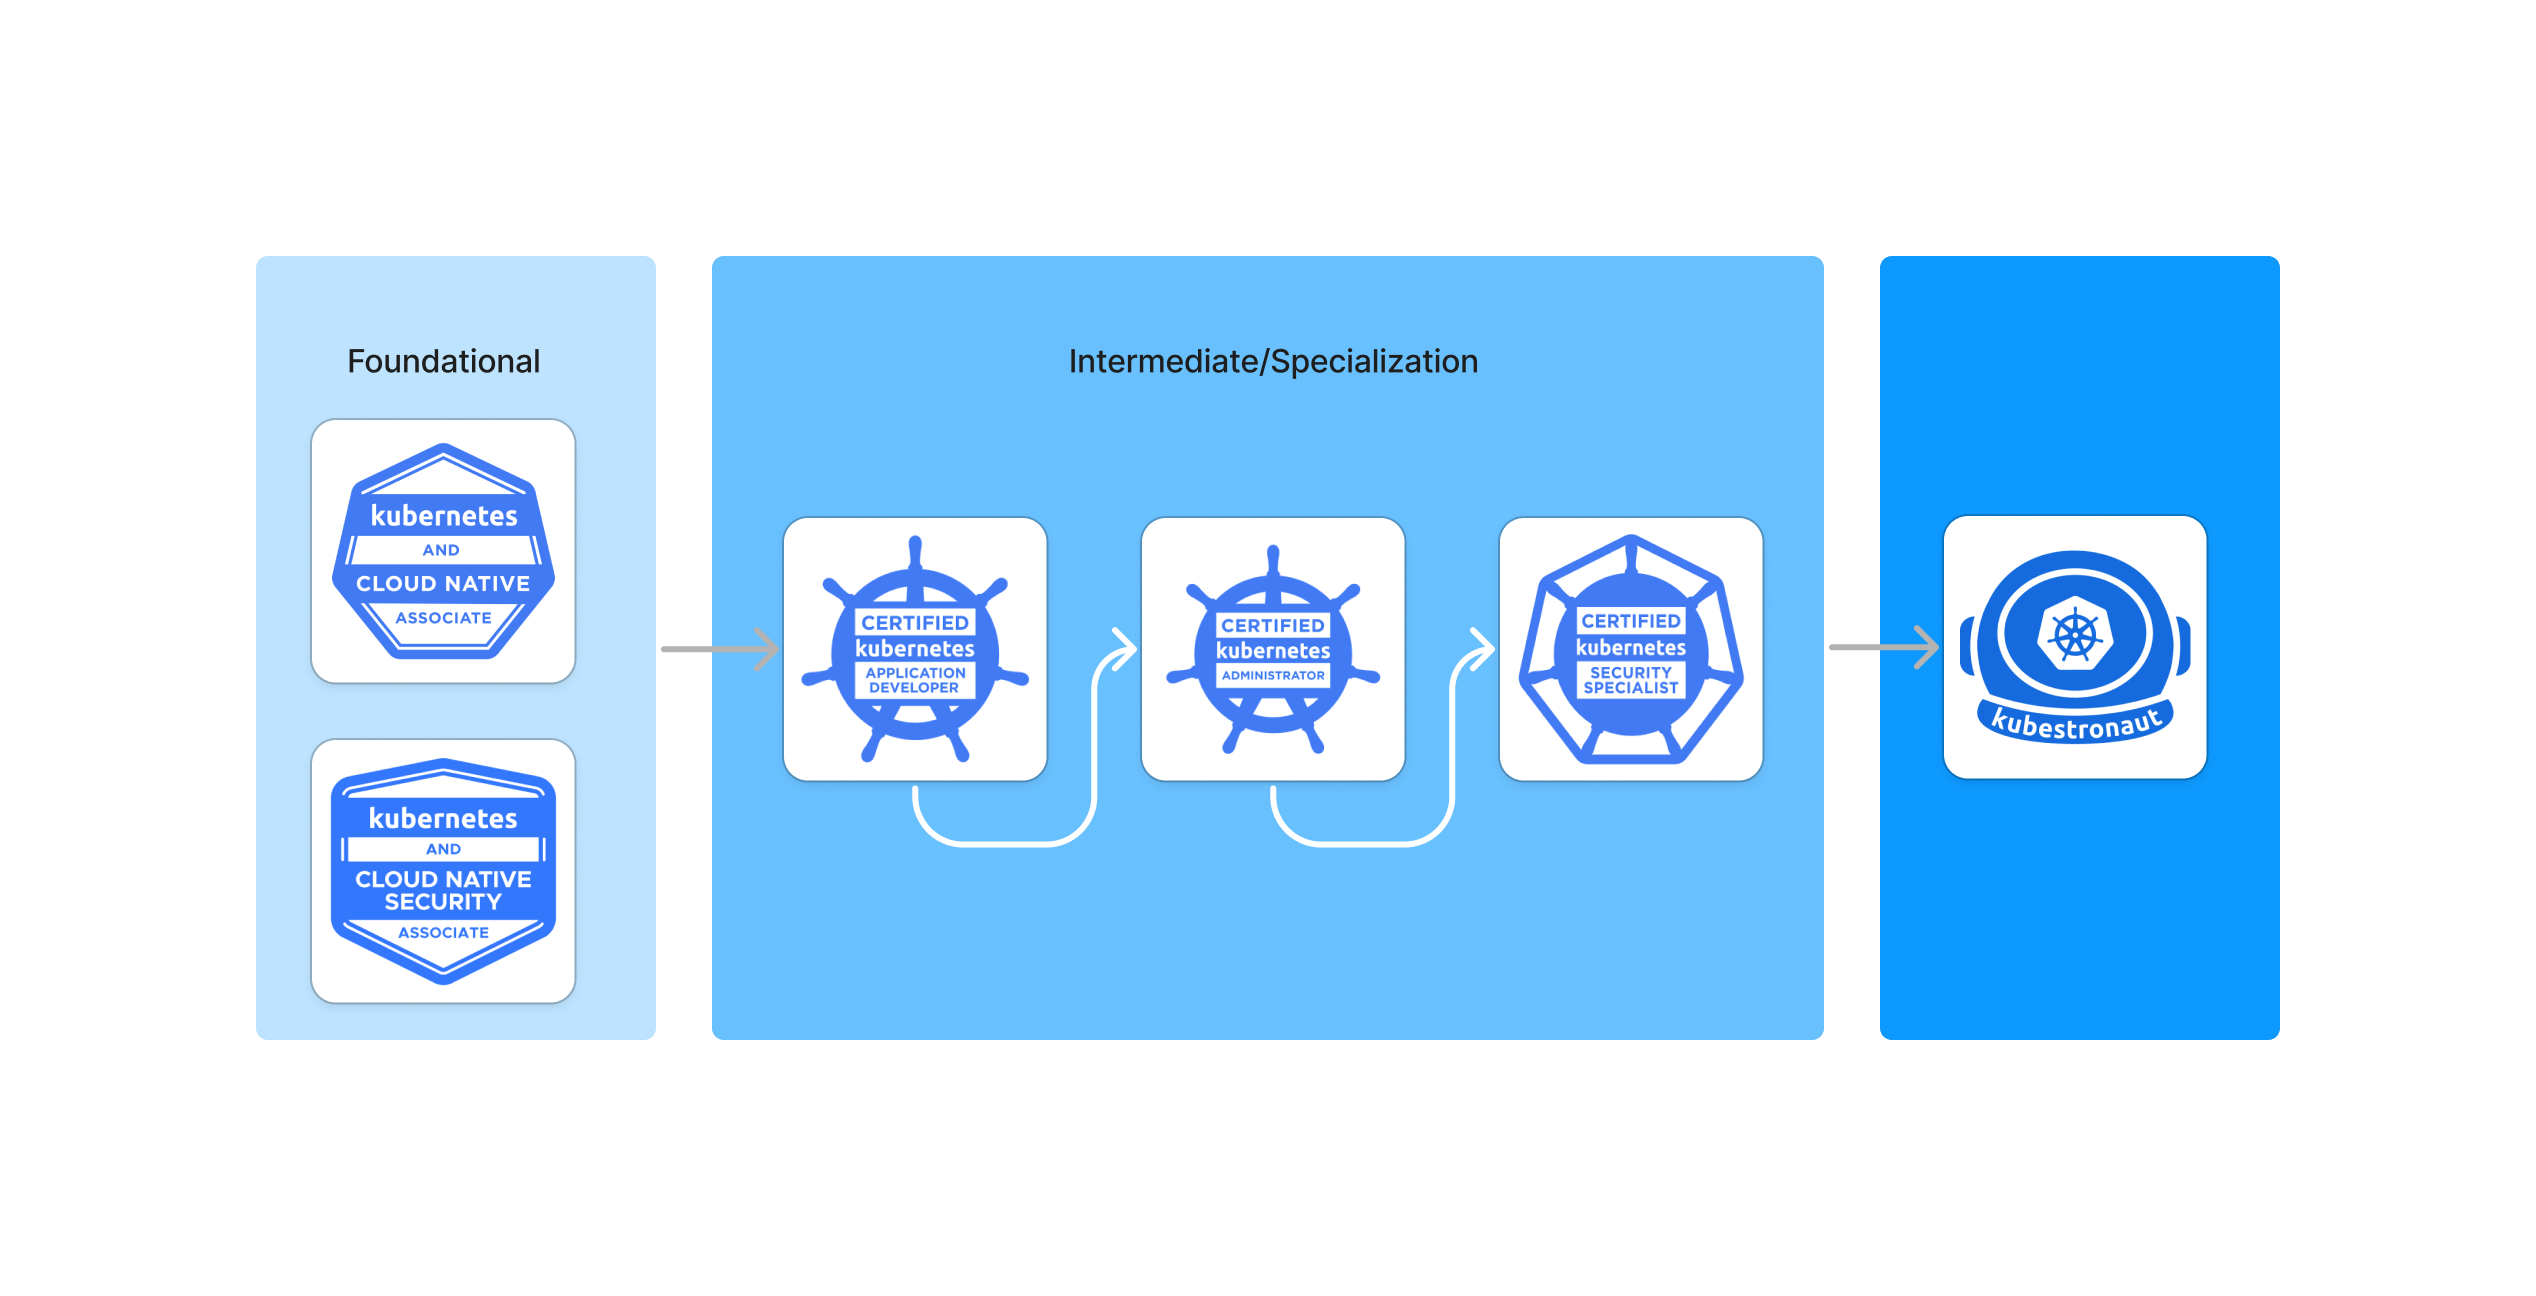 Foundational
kubernetes
AND
CLOUD NATIVE
ASSOCIATE
kubernetes
AND
CLOUD NATIVE
SECURITY
ASSOCIATE
Intermediate/Specialization
CERTIFIED
kubernetes
APPLICATION
DEVELOPER
CERTIFIED
kubernetes
ADMINISTRATOR
CERTIFIED
kubernetes
SECURITY
SPECIALIST
kubestronaut